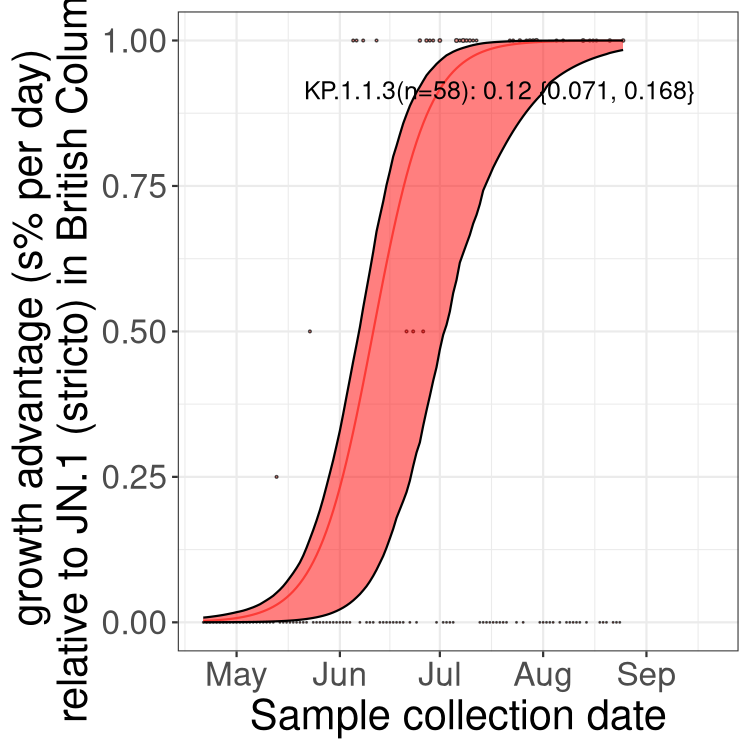 growth advantage (s% per day)
relative to JN.1 (stricto) in British Colum
1.00
0.75
0.50
0.25
0.00
KP.1.1.3(n=58): 0.12 {0.071, 0.168}
May Jun Jul Aug Sep
Sample collection date